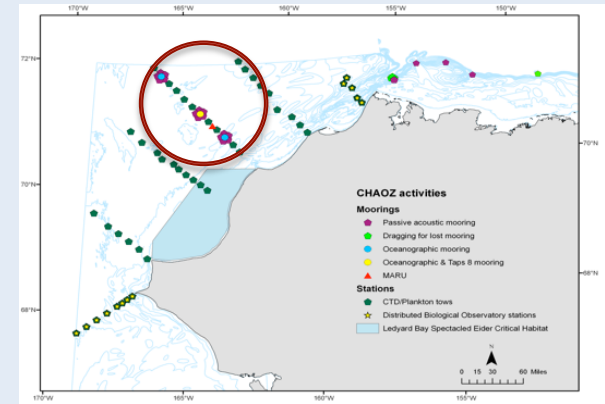 170°W 165°W 160°W 155°W 150°W
72°N
72°N
70°N
70°N
68°N
68°N
CHAOZ activities
Moorings
Passive acoustic mooring
Dragging for lost mooring
Oceanographic mooring
Oceanographic & Taps 8 mooring
MARU
Stations
CTD/Plankton tows
Distributed Biological Observatory stations
Ledyard Bay Spectacled Eider Critical Habitat
N
0 15 30 60 Miles
170°W 165°W 160°W 155°W